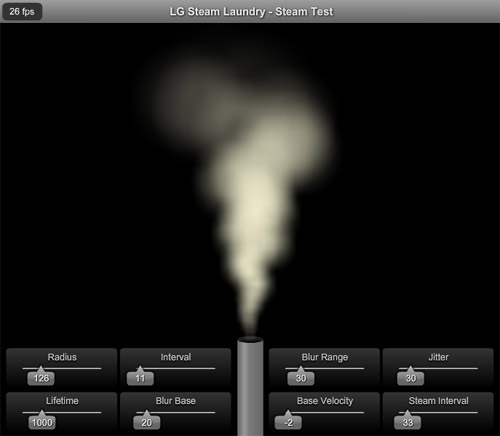 26 fps
LG Steam Laundry - Steam Test
Radius
126
Interval
11
Blur Range
30
Jitter
30
Lifetime
1000
Blur Base
20
Base Velocity
-2
Steam Interval
33